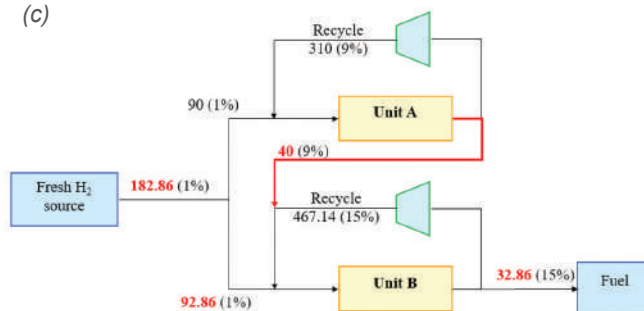 (c)
Recycle
310 (9%)
90 (1%)
Unit A
40 (9%)
Fresh H₂
source
182.86 (1%)
Recycle
467.14 (15%)
92.86 (1%)
Unit B
32.86 (15%)
Fuel